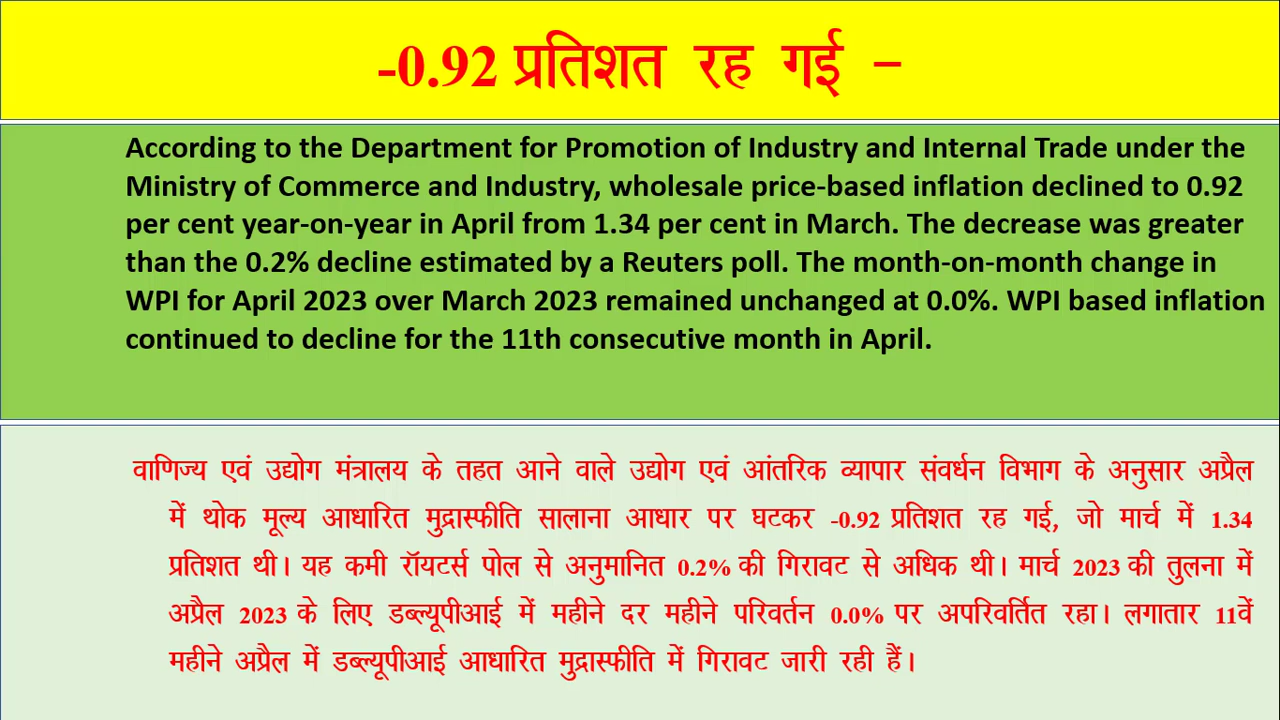 -0.92 प्रतिशत रह गई –
According to the Department for Promotion of Industry and Internal Trade under the
Ministry of Commerce and Industry, wholesale price-based inflation declined to 0.92
per cent year-on-year in April from 1.34 per cent in March. The decrease was greater
than the 0.2% decline estimated by a Reuters poll. The month-on-month change in
WPI for April 2023 over March 2023 remained unchanged at 0.0%. WPI based inflation
continued to decline for the 11th consecutive month in April.
वाणिज्य एवं उद्योग मंत्रालय के तहत आने वाले उद्योग एवं आंतरिक व्यापार संवर्धन विभाग के अनुसार अप्रैल
में थोक मूल्य आधारित मुद्रास्फीति सालाना आधार पर घटकर -0.92 प्रतिशत रह गई, जो मार्च में 1.34
प्रतिशत थी। यह कमी रॉयटर्स पोल से अनुमानित 0.2% की गिरावट से अधिक थी। मार्च 2023 की तुलना में
अप्रैल 2023 के लिए डब्ल्यूपीआई में महीने दर महीने परिवर्तन 0.0% पर अपरिवर्तित रहा। लगातार 11वें
महीने अप्रैल में डब्ल्यूपीआई आधारित मुद्रास्फीति में गिरावट जारी रही हैं।